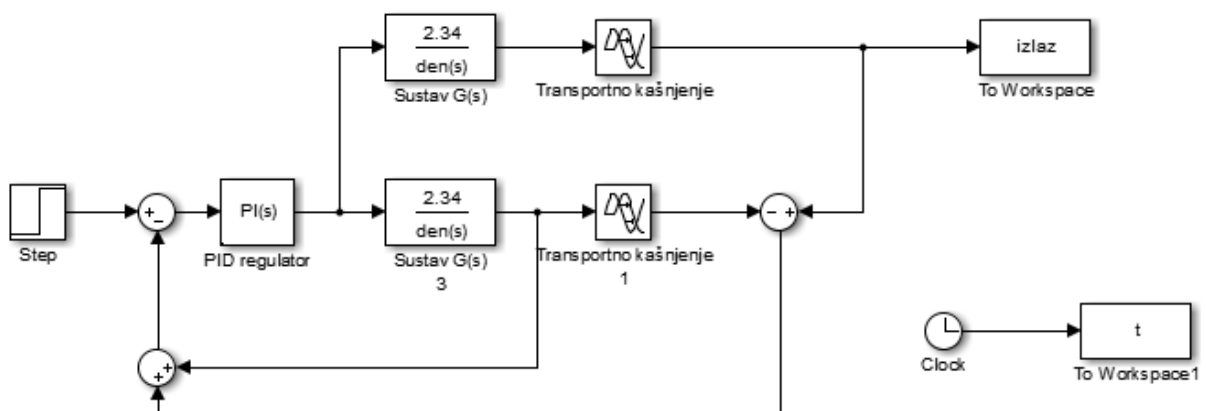 2.34
den(s)
Sustav G(s)
Transportno kašnjenje
izlaz
To Workspace
Step
+
−
PI(s)
PID regulator
2.34
den(s)
Sustav G(s)
3
Transportno kašnjenje
1
− +
Clock
t
To Workspace1
+
+